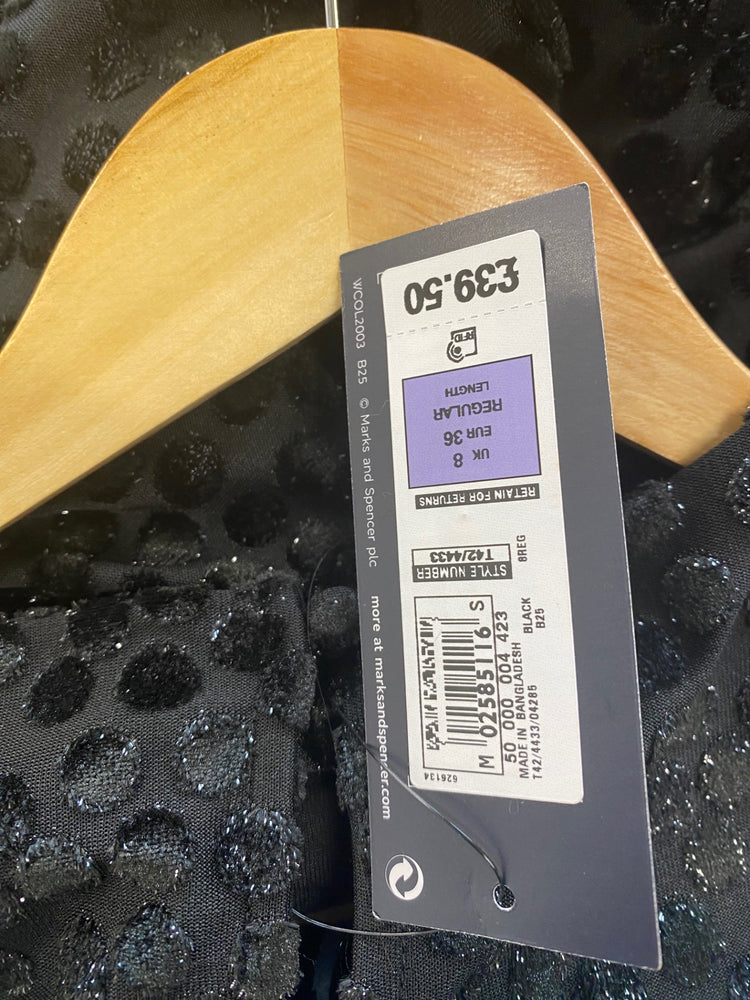 £39.50
RFID
UK 8
EUR 36
REGULAR
LENGTH
RETAIN FOR RETURNS
STYLE NUMBER
T42/4433
8REG
M 02585116 S
50 000 004 423
MADE IN BANGLADESH BLACK
T42/4433/0428S B25
626134
WCOL2003 B25 © Marks and Spencer plc more at marksandspencer.com